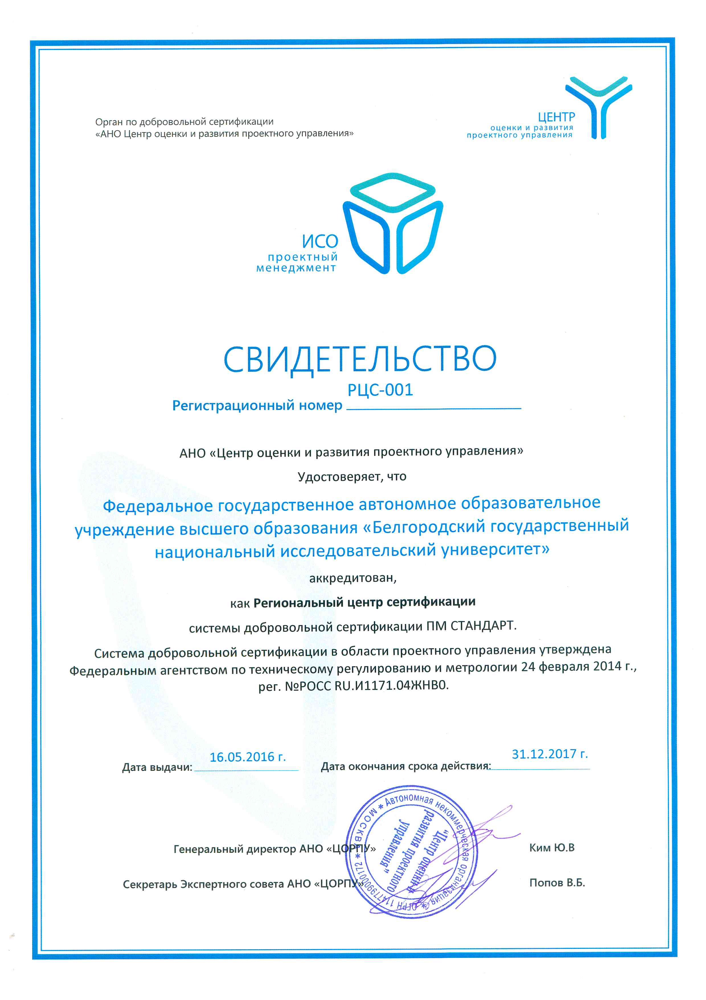 Орган по добровольной сертификации
«АНО Центр оценки и развития проектного управления»
ЦЕНТР
оценки и развития
проектного управления
ИСО
проектный
менеджмент
СВИДЕТЕЛЬСТВО
РЦС-001
Регистрационный номер
АНО «Центр оценки и развития проектного управления»
Удостоверяет, что
Федеральное государственное автономное образовательное
учреждение высшего образования «Белгородский государственный
национальный исследовательский университет»
аккредитован,
как Региональный центр сертификации
системы добровольной сертификации ПМ СТАНДАРТ.
Система добровольной сертификации в области проектного управления утверждена
Федеральным агентством по техническому регулированию и метрологии 24 февраля 2014 г.,
рег. №РОСС RU.И1171.04ЖНВ0.
16.05.2016 г.
Дата выдачи:
31.12.2017 г.
Дата окончания срока действия:
Автономная некоммерческая организация * ОГРН 1147799000172 * МОСКВА *
"Центр оценки и
развития проектного
управления"
Генеральный директор АНО «ЦОРПУ»
Ким Ю.В
Секретарь Экспертного совета АНО «ЦОРПУ»
Попов В.Б.